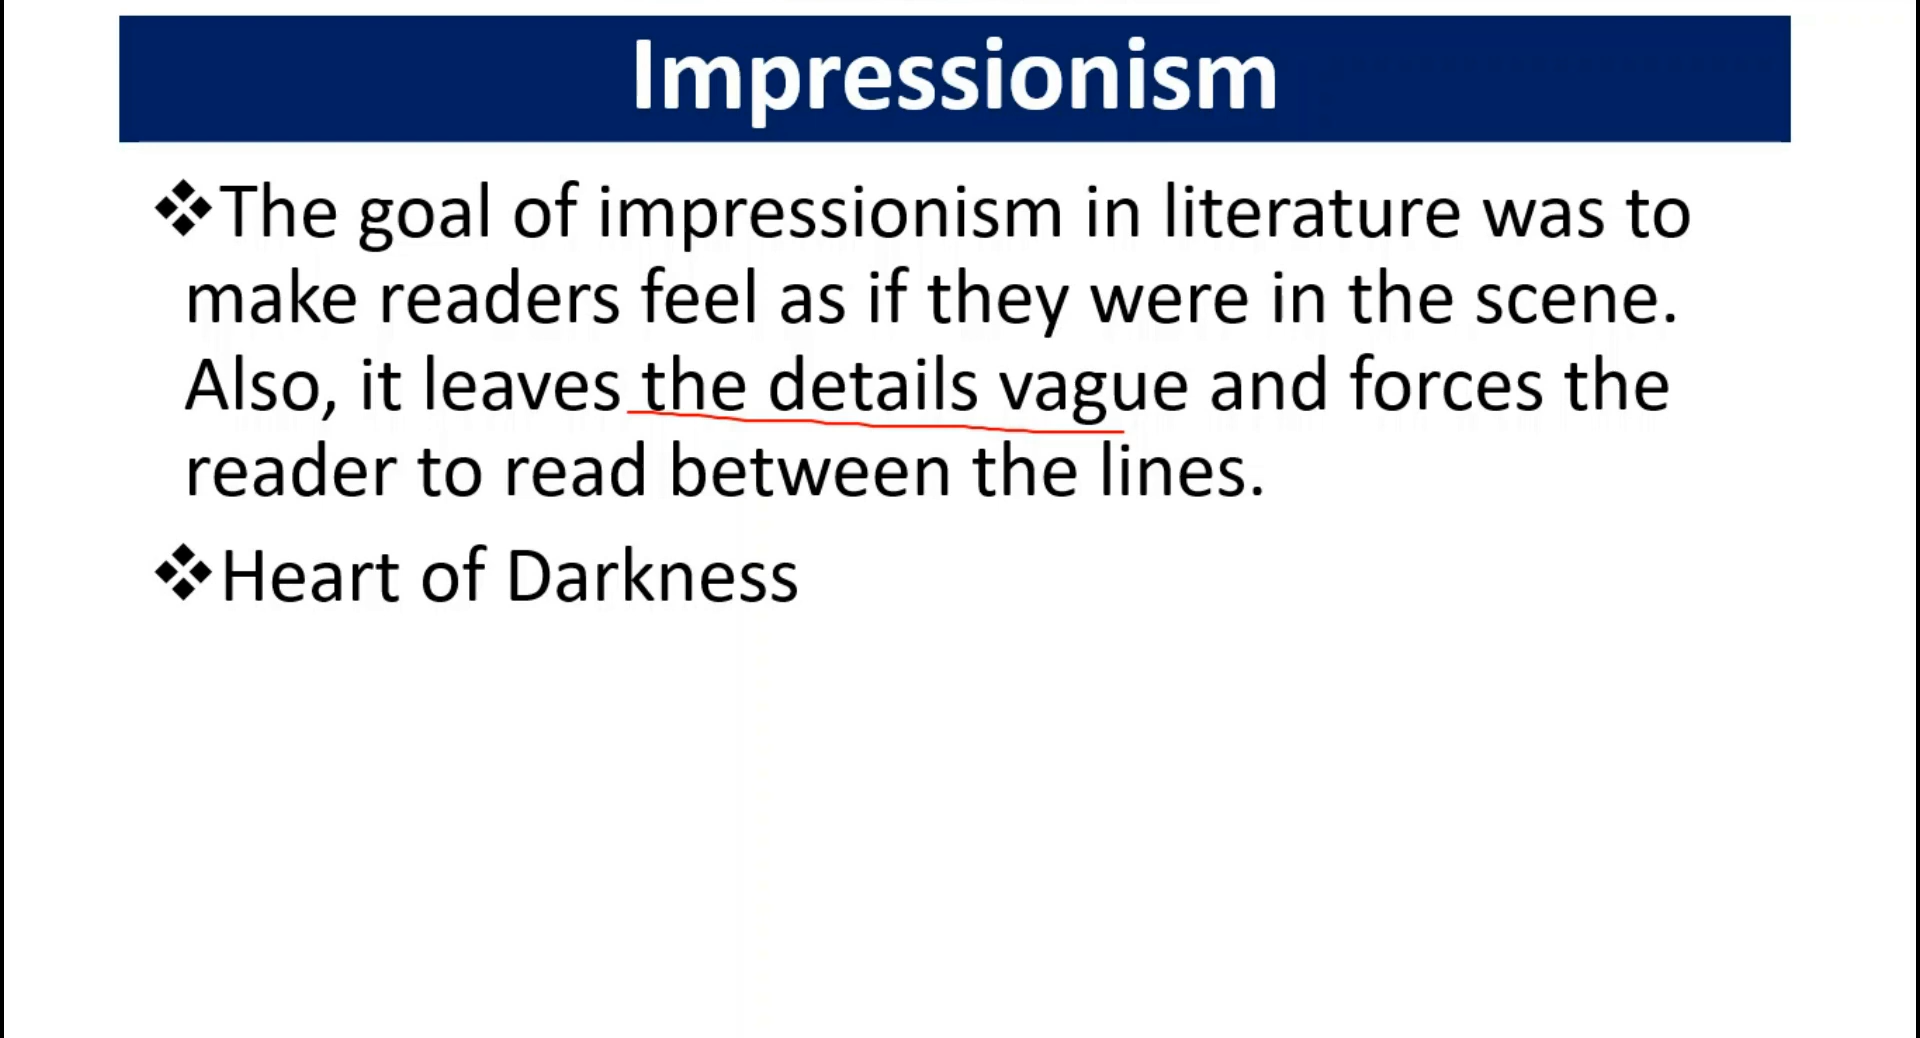 Impressionism
❖The goal of impressionism in literature was to
make readers feel as if they were in the scene.
Also, it leaves the details vague and forces the
reader to read between the lines.
❖Heart of Darkness